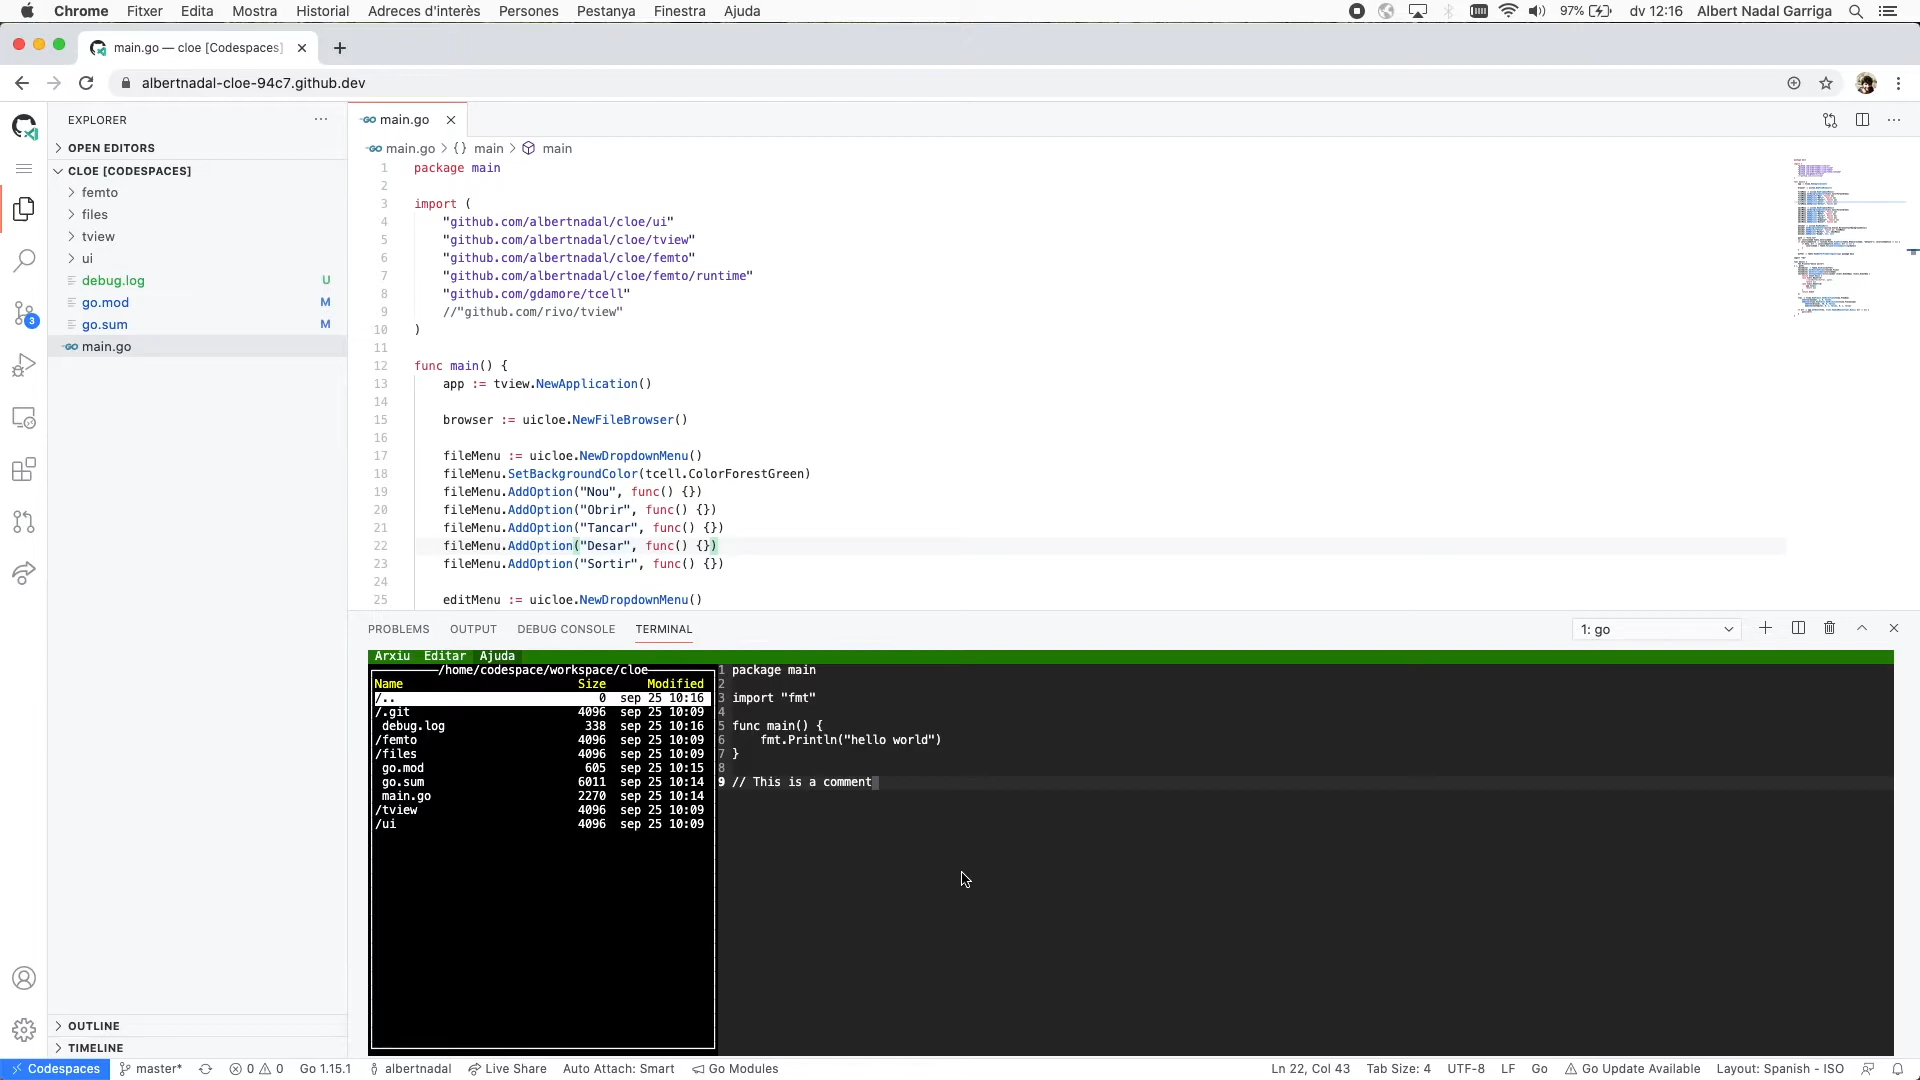 Chrome Fitxer Edita Mostra Historial Adreces d'interès Persones Pestanya Finestra Ajuda 97% dv 12:16 Albert Nadal Garriga
main.go — cloe [Codespaces]
albertnadal-cloe-94c7.github.dev
EXPLORER
OPEN EDITORS
CLOE [CODESPACES]
femto
files
tview
ui
debug.log U
go.mod M
go.sum M
main.go
3
OUTLINE
TIMELINE
main.go
main.go > {} main > main
1 package main
2
3 import (
4 "github.com/albertnadal/cloe/ui"
5 "github.com/albertnadal/cloe/tview"
6 "github.com/albertnadal/cloe/femto"
7 "github.com/albertnadal/cloe/femto/runtime"
8 "github.com/gdamore/tcell"
9 //"github.com/rivo/tview"
10 )
11
12 func main() {
13 app := tview.NewApplication()
14
15 browser := uicloe.NewFileBrowser()
16
17 fileMenu := uicloe.NewDropdownMenu()
18 fileMenu.SetBackgroundColor(tcell.ColorForestGreen)
19 fileMenu.AddOption("Nou", func() {})
20 fileMenu.AddOption("Obrir", func() {})
21 fileMenu.AddOption("Tancar", func() {})
22 fileMenu.AddOption("Desar", func() {})
23 fileMenu.AddOption("Sortir", func() {})
24
25 editMenu := uicloe.NewDropdownMenu()
PROBLEMS OUTPUT DEBUG CONSOLE TERMINAL 1: go
Arxiu Editar Ajuda
/home/codespace/workspace/cloe
Name Size Modified
/.. 0 sep 25 10:16
/.git 4096 sep 25 10:09
debug.log 338 sep 25 10:16
/femto 4096 sep 25 10:09
/files 4096 sep 25 10:09
go.mod 605 sep 25 10:15
go.sum 6011 sep 25 10:14
main.go 2270 sep 25 10:14
/tview 4096 sep 25 10:09
/ui 4096 sep 25 10:09
1 package main
2
3 import "fmt"
4
5 func main() {
6 fmt.Println("hello world")
7 }
8
9 // This is a comment
Codespaces master* 0 0 Go 1.15.1 albertnadal Live Share Auto Attach: Smart Go Modules Ln 22, Col 43 Tab Size: 4 UTF-8 LF Go Go Update Available Layout: Spanish - ISO